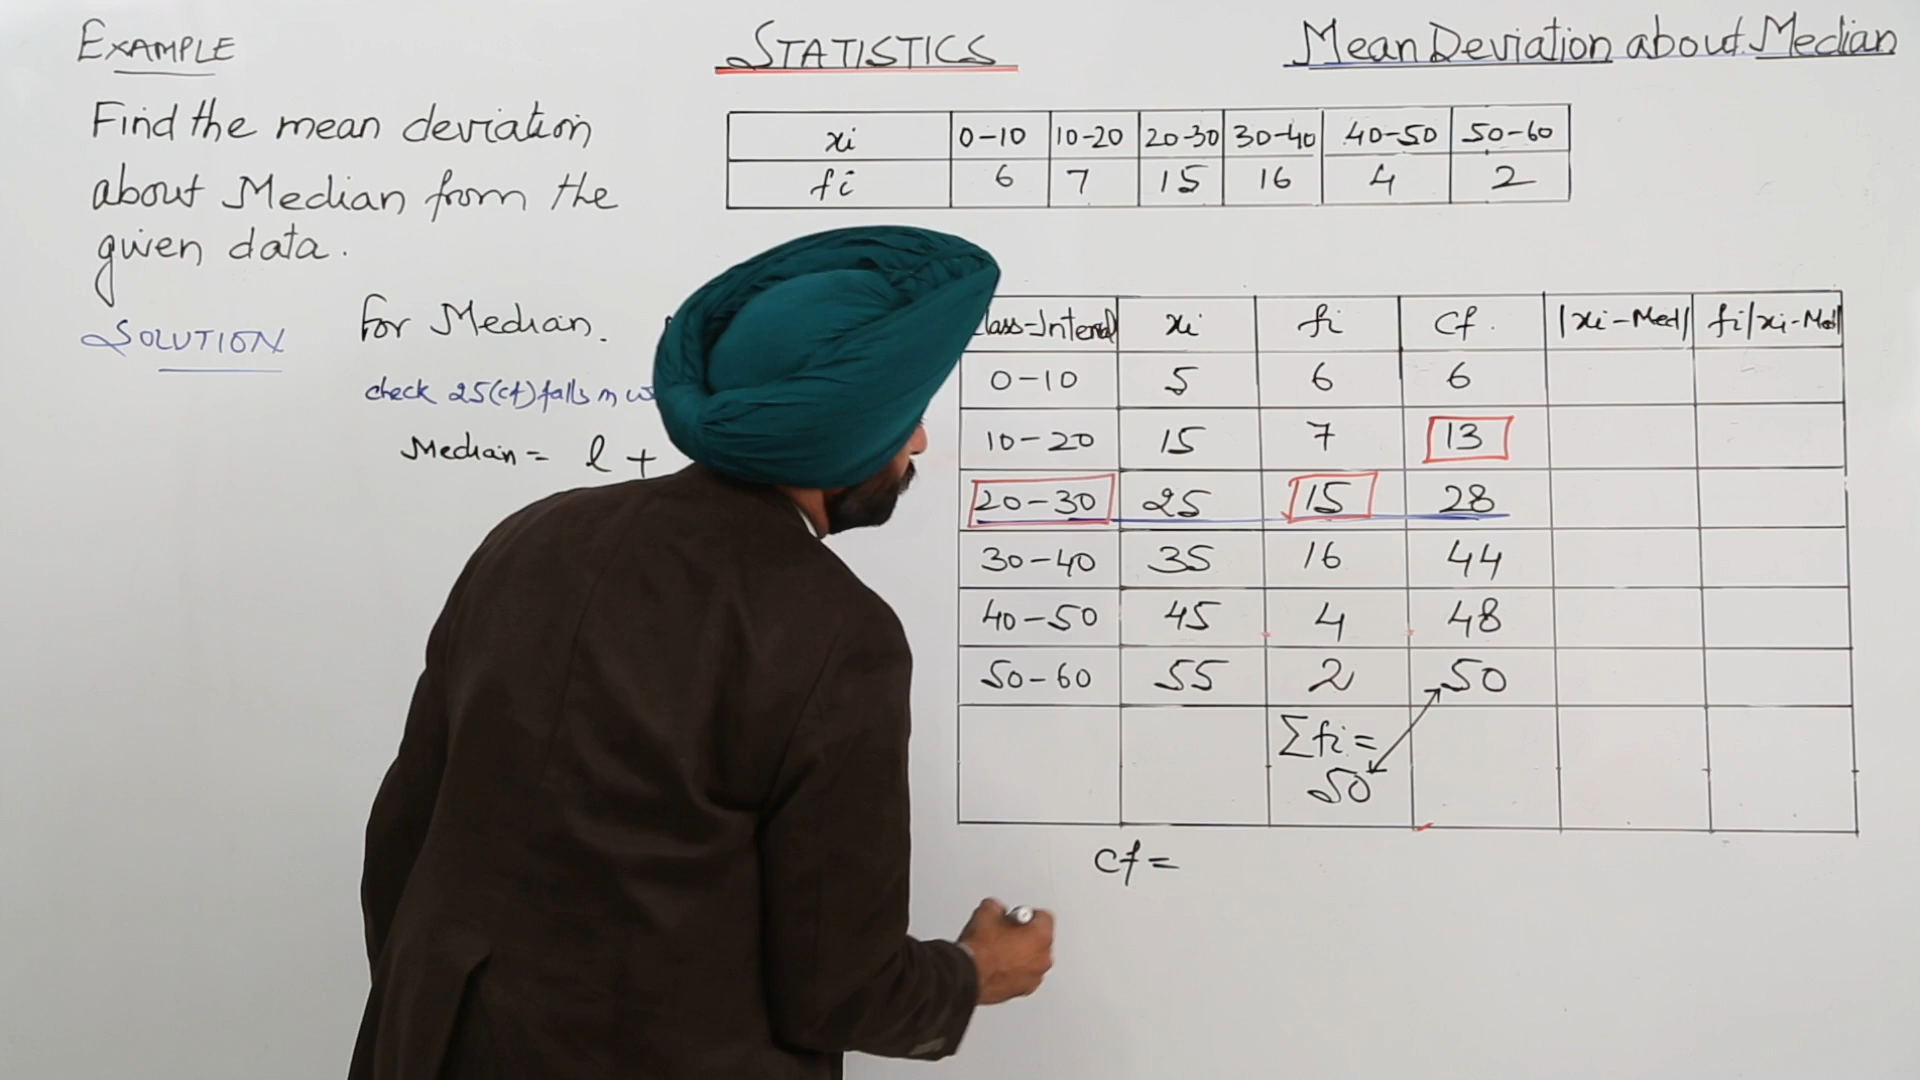 EXAMPLE
STATISTICS
Mean Deviation about Median
Find the mean deviation
about Median from the
given data.
xi 0-10 10-20 20-30 30-40 40-50 50-60
fi 6 7 15 16 4 2
SOLUTION
For Median.
check 25(cf) falls in
Median = l +
Class-Interval xi fi Cf. |xi-Med| fi|xi-Med|
0-10 5 6 6
10-20 15 7 13
20-30 25 15 28
30-40 35 16 44
40-50 45 4 48
50-60 55 2 50
Σfi =
50
cf =